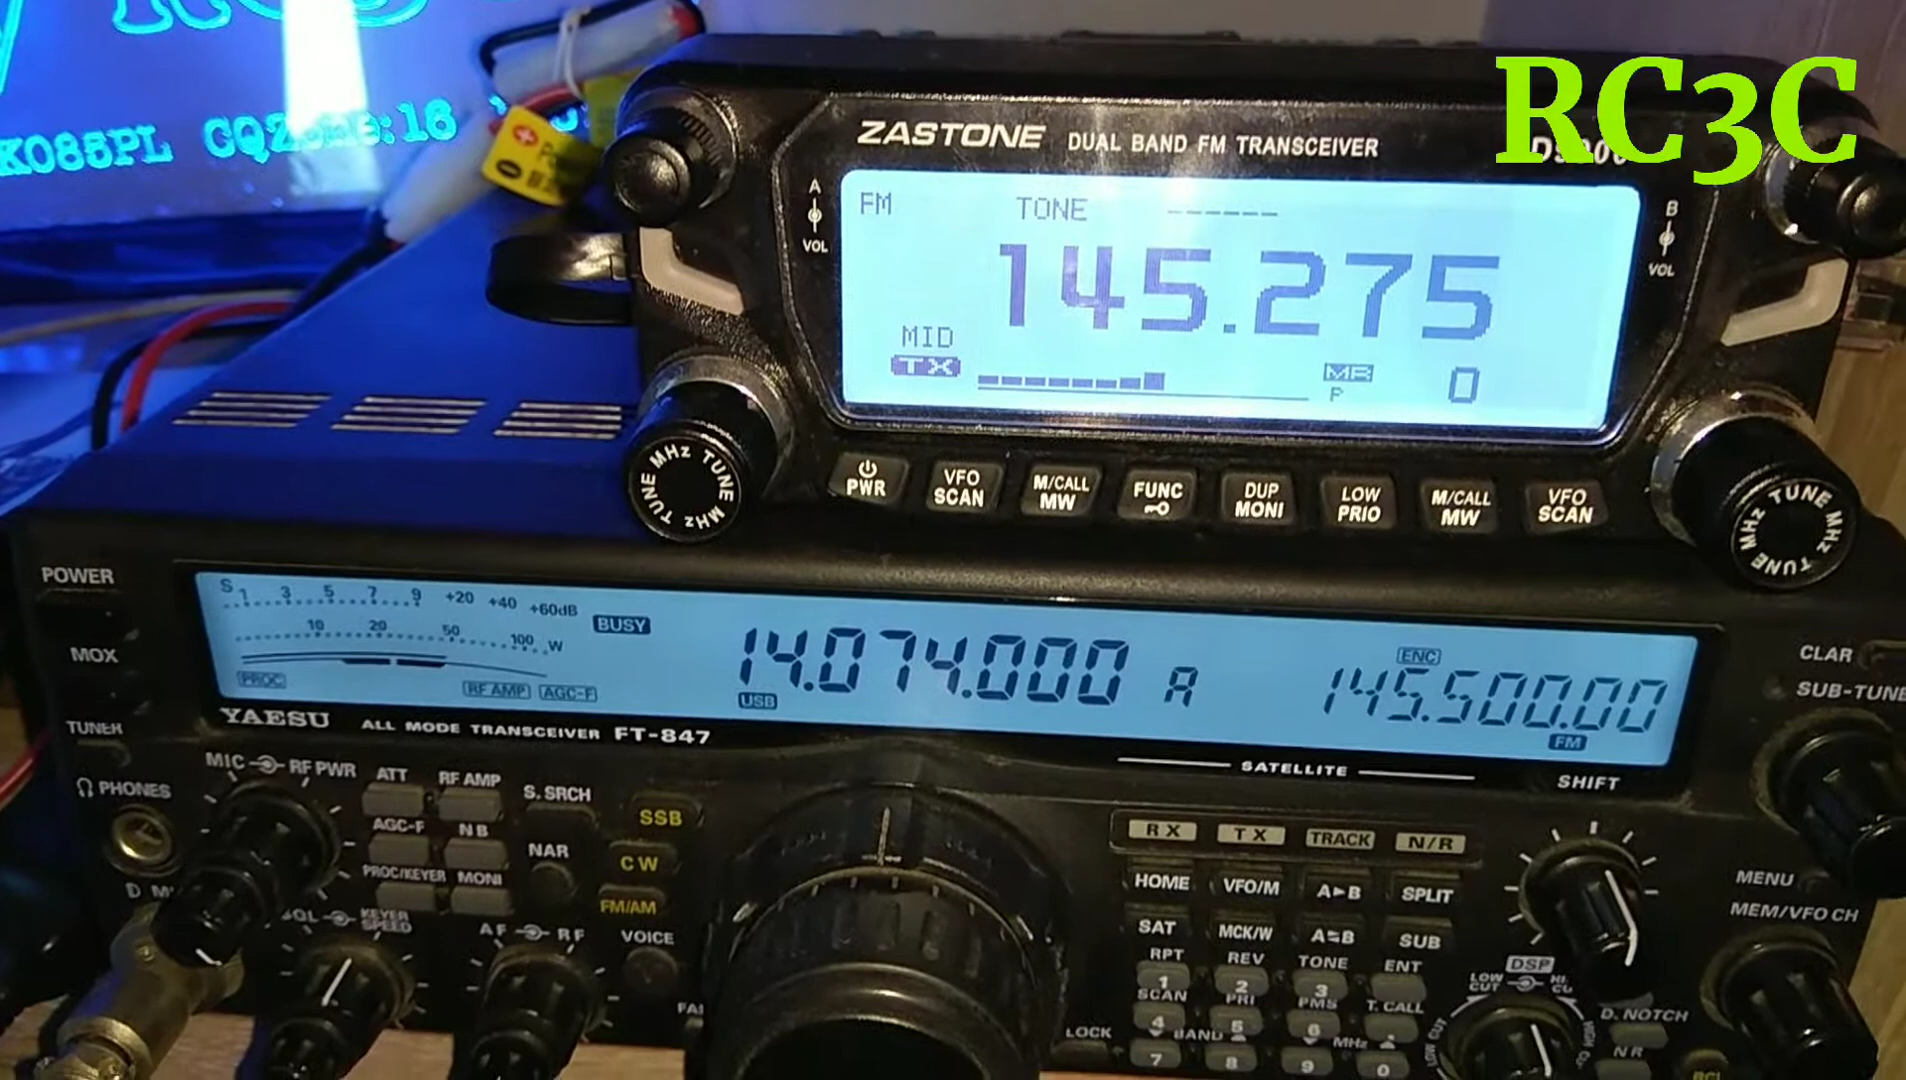 RC3C
KO85PL
ZASTONE DUAL BAND FM TRANSCEIVER
A
VOL
B
VOL
FM TONE ------
145.275
MID
TX
MR
P
0
PWR
VFO
SCAN
M/CALL
MW
FUNC
DUP
MONI
LOW
PRIO
M/CALL
MW
VFO
SCAN
TUNE MHz TUNE MHz
TUNE MHz TUNE MHz
POWER
MOX
TUNER
PHONES
S 1 3 5 7 9 +20 +40 +60dB
10 20 50 100 W
BUSY
PROC
RF AMP
AGC-F
14.074.000
USB
A
ENC
145.500.00
FM
YAESU ALL MODE TRANSCEIVER FT-847
SATELLITE
SHIFT
CLAR
SUB-TUNE
MIC RF PWR
ATT
RF AMP
S. SRCH
SSB
AGC-F
NB
NAR
CW
PROC/KEYER
MONI
FM/AM
KEYER
SPEED
AF RF
VOICE
RX
TX
TRACK
N/R
HOME
VFO/M
A►B
SPLIT
SAT
MCK/W
A⇆B
SUB
RPT
REV
TONE
ENT
1
2
3
SCAN
PRI
PMS
T. CALL
4
5
6
BAND
MHz
7
8
9
0
LOCK
MENU
MEM/VFO CH
DSP
LOW
CUT
D. NOTCH
NR